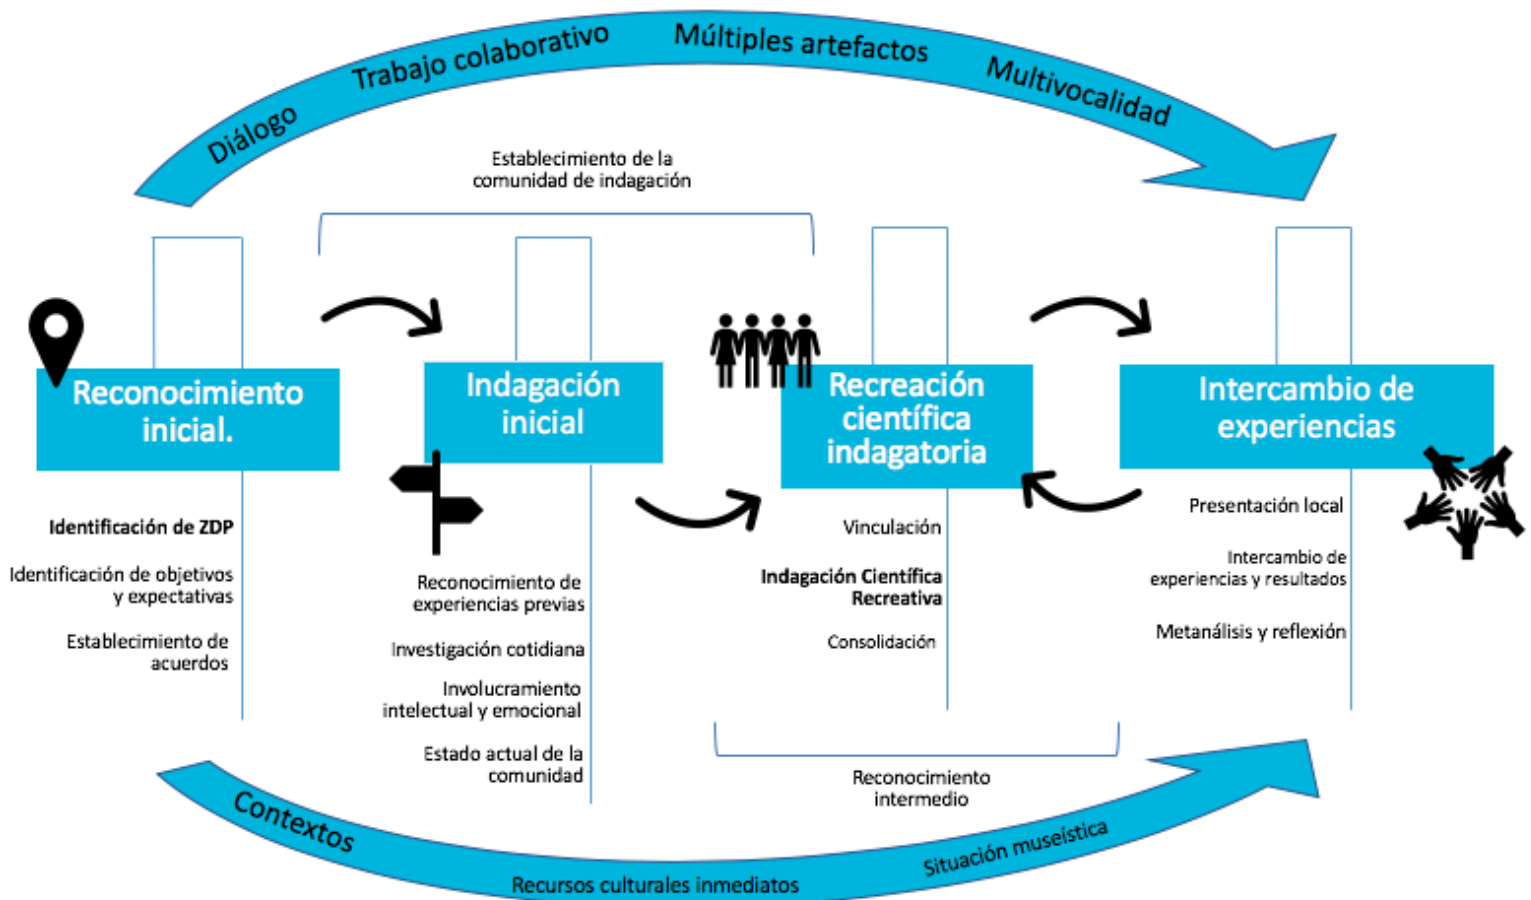 Diálogo
Trabajo colaborativo
Múltiples artefactos
Multivocalidad
Establecimiento de la
comunidad de indagación
Reconocimiento
inicial.
Identificación de ZDP
Identificación de objetivos
y expectativas
Establecimiento de
acuerdos
Indagación
inicial
Reconocimiento de
experiencias previas
Investigación cotidiana
Involucramiento
intelectual y emocional
Estado actual de la
comunidad
Recreación
científica
indagatoria
Vinculación
Indagación Científica
Recreativa
Consolidación
Intercambio de
experiencias
Presentación local
Intercambio de
experiencias y resultados
Metanálisis y reflexión
Reconocimiento
intermedio
Contextos
Recursos culturales inmediatos
Situación museística